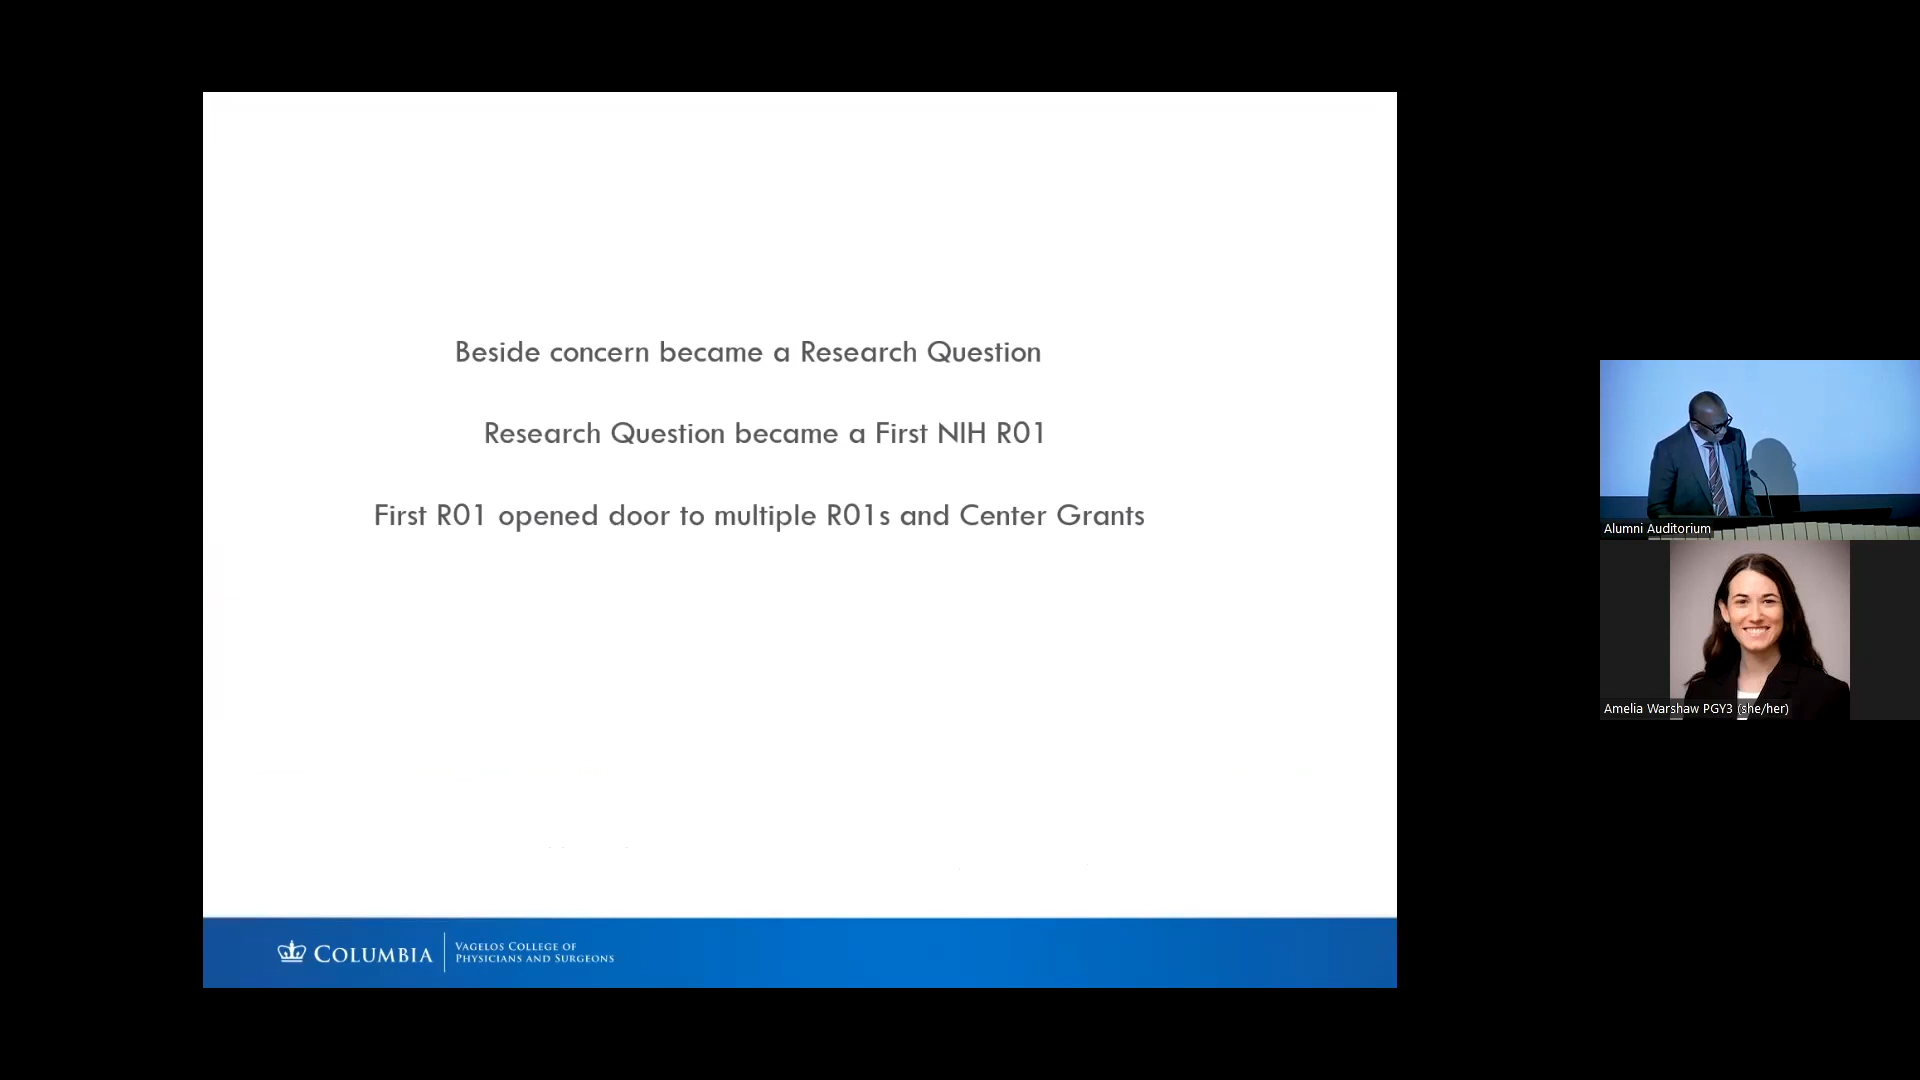 Beside concern became a Research Question
Research Question became a First NIH R01
First R01 opened door to multiple R01s and Center Grants
COLUMBIA
VAGELOS COLLEGE OF
PHYSICIANS AND SURGEONS
Alumni Auditorium
Amelia Warshaw PGY3 (she/her)